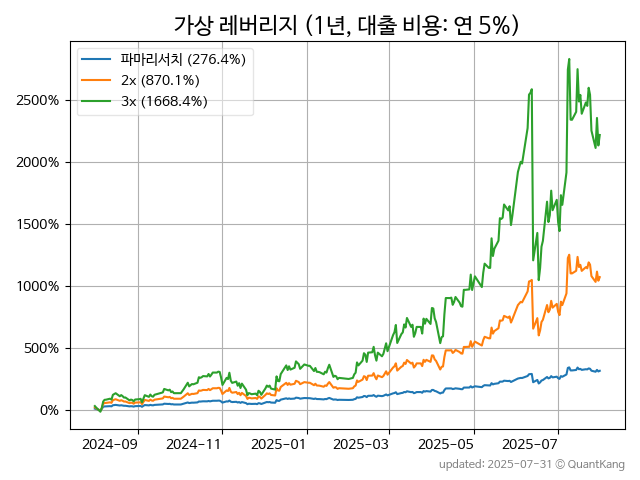 가상 레버리지 (1년, 대출 비용: 연 5%)
파마리서치 (276.4%)
2x (870.1%)
3x (1668.4%)
2500%
2000%
1500%
1000%
500%
0%
2024-09 2024-11 2025-01 2025-03 2025-05 2025-07
updated: 2025-07-31 © QuantKang